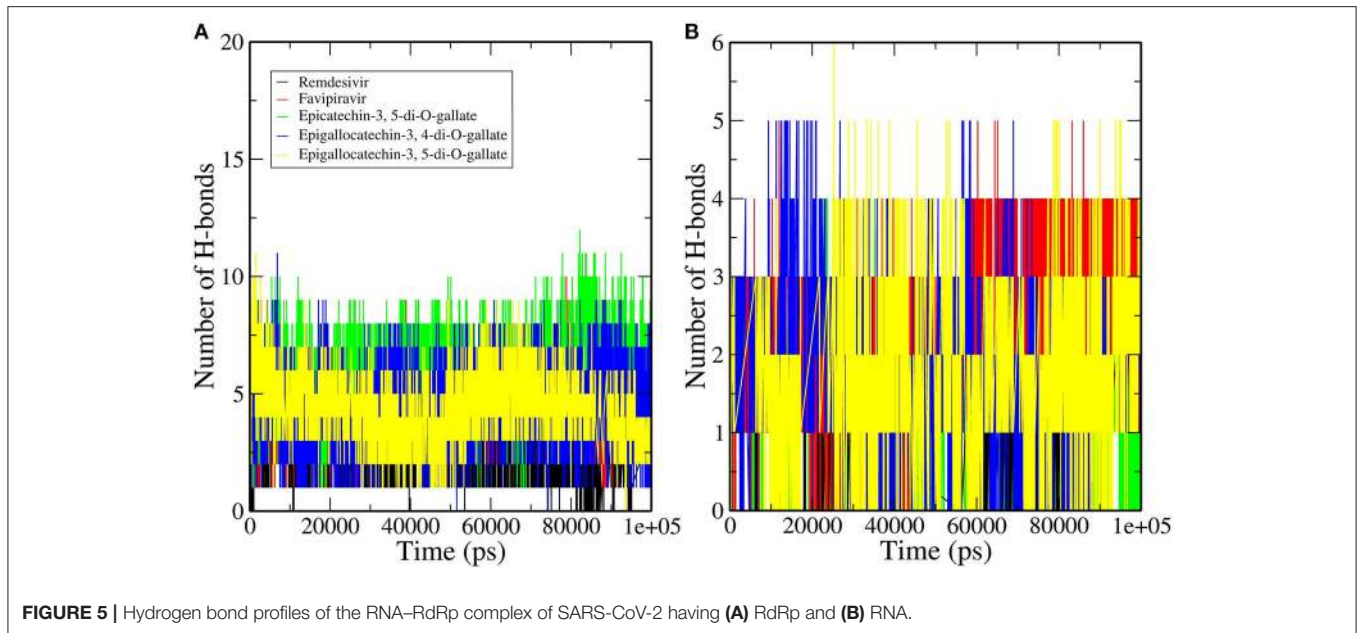 A
20
15
10
5
0
Number of H-bonds
Remdesivir
Favipiravir
Epicatechin-3, 5-di-O-gallate
Epigallocatechin-3, 4-di-O-gallate
Epigallocatechin-3, 5-di-O-gallate
0 20000 40000 60000 80000 1e+05
Time (ps)
B
6
5
4
3
2
1
0
Number of H-bonds
0 20000 40000 60000 80000 1e+05
Time (ps)
FIGURE 5 | Hydrogen bond profiles of the RNA–RdRp complex of SARS-CoV-2 having (A) RdRp and (B) RNA.